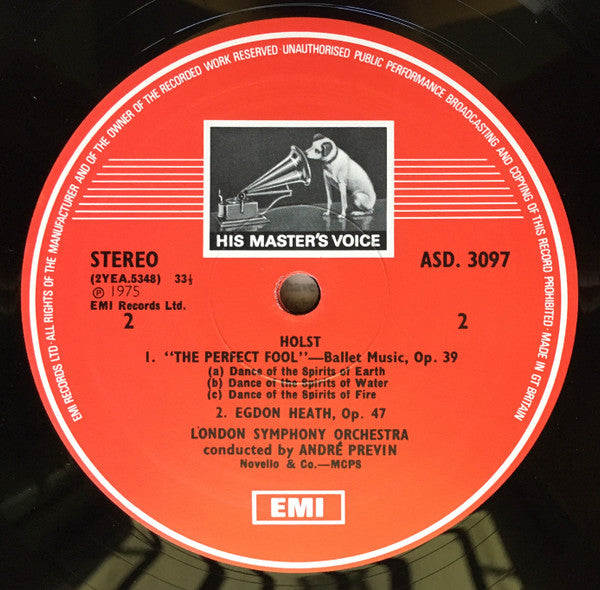 EMI RECORDS LTD·ALL RIGHTS OF THE MANUFACTURER AND OF THE OWNER OF THE RECORDED WORK RESERVED·UNAUTHORISED PUBLIC PERFORMANCE BROADCASTING AND COPYING OF THIS RECORD PROHIBITED·MADE IN GT BRITAIN
HIS MASTER'S VOICE
STEREO
ASD. 3097
(2YEA.5348) 33⅓
℗ 1975
EMI Records Ltd.
2
2
HOLST
1. "THE PERFECT FOOL"—Ballet Music, Op. 39
(a) Dance of the Spirits of Earth
(b) Dance of the Spirits of Water
(c) Dance of the Spirits of Fire
2. EGDON HEATH, Op. 47
LONDON SYMPHONY ORCHESTRA
conducted by ANDRÉ PREVIN
Novello & Co.—MCPS
EMI